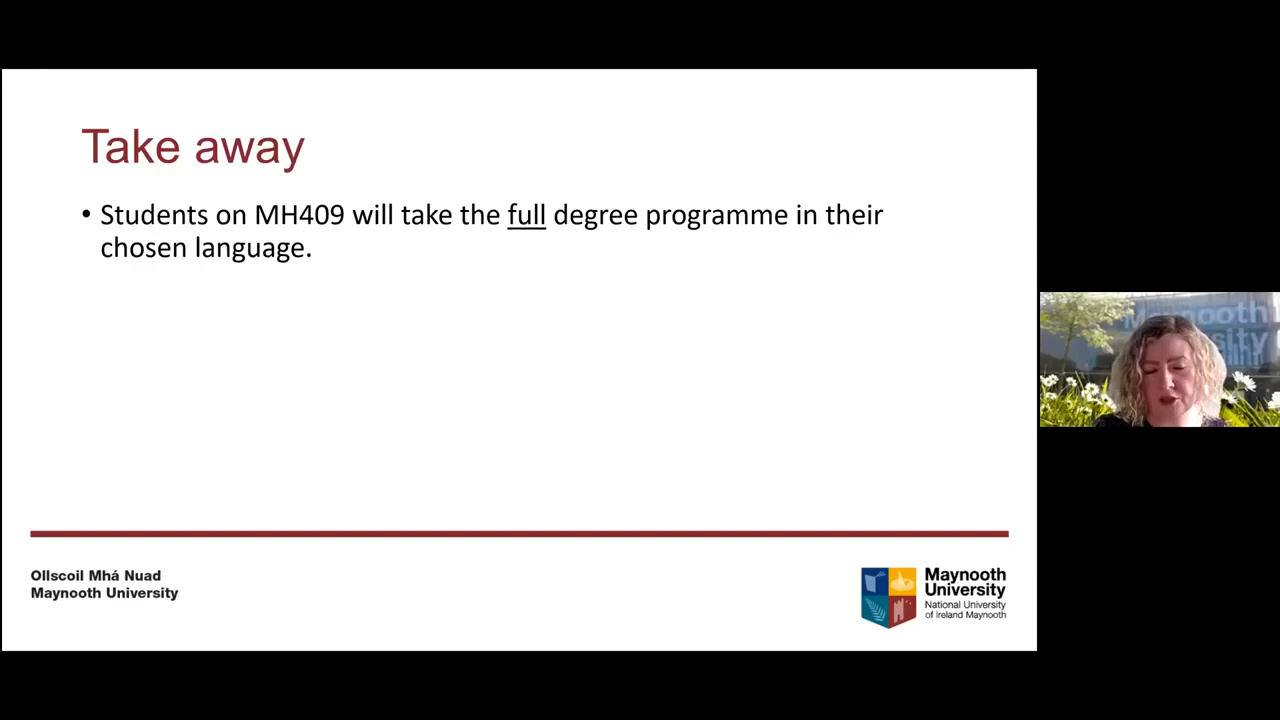 Take away
• Students on MH409 will take the full degree programme in their
chosen language.
Ollscoil Mhá Nuad
Maynooth University
Maynooth
University
National University
of Ireland Maynooth
Maynooth